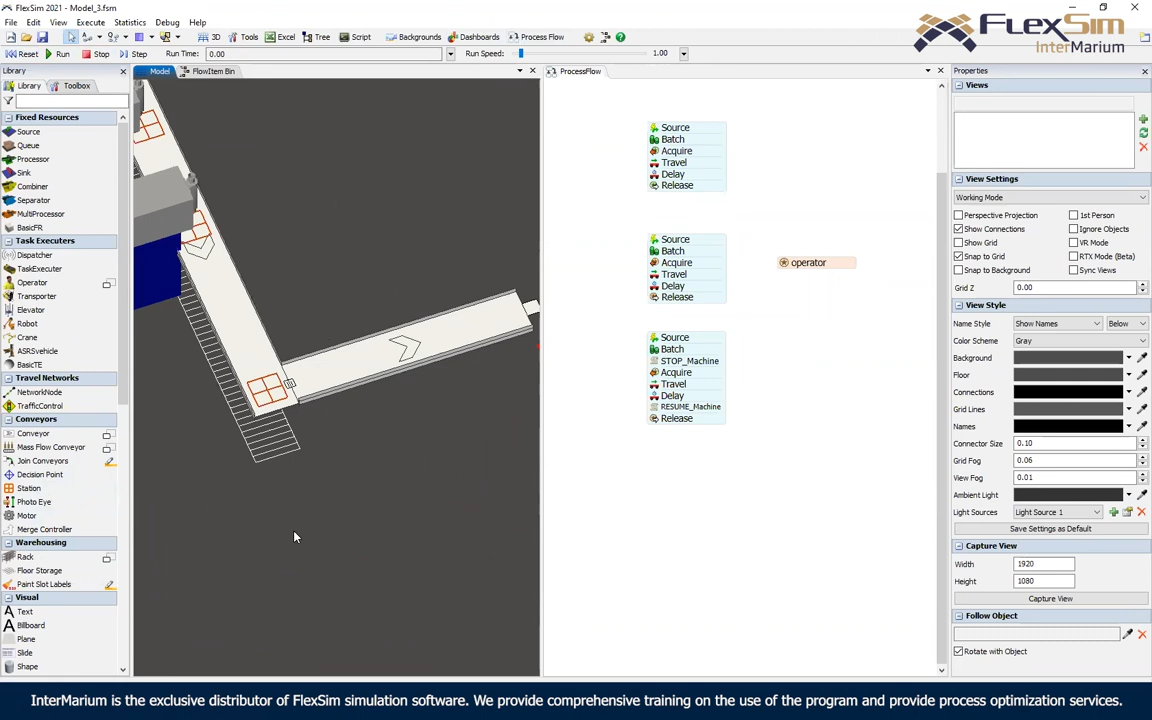 FlexSim 2021 - Model_3.fsm
File Edit View Execute Statistics Debug Help
3D Tools Excel Tree Script Backgrounds Dashboards Process Flow
FlexSim
InterMarium
Reset Run Stop Step Run Time: 0.00 Run Speed: 1.00
Library
Library Toolbox
Fixed Resources
Source
Queue
Processor
Sink
Combiner
Separator
MultiProcessor
BasicFR
Task Executers
Dispatcher
TaskExecuter
Operator
Transporter
Elevator
Robot
Crane
ASRSvehicle
BasicTE
Travel Networks
NetworkNode
TrafficControl
Conveyors
Conveyor
Mass Flow Conveyor
Join Conveyors
Decision Point
Station
Photo Eye
Motor
Merge Controller
Warehousing
Rack
Floor Storage
Paint Slot Labels
Visual
Text
Billboard
Plane
Slide
Shape
Model FlowItem Bin
ProcessFlow
Source
Batch
Acquire
Travel
Delay
Release
Source
Batch
Acquire
Travel
Delay
Release
operator
Source
Batch
STOP_Machine
Acquire
Travel
Delay
RESUME_Machine
Release
Properties
Views
View Settings
Working Mode
Perspective Projection 1st Person
Show Connections Ignore Objects
Show Grid VR Mode
Snap to Grid RTX Mode (Beta)
Snap to Background Sync Views
Grid Z 0.00
View Style
Name Style Show Names Below
Color Scheme Gray
Background
Floor
Connections
Grid Lines
Names
Connector Size 0.10
Grid Fog 0.06
View Fog 0.01
Ambient Light
Light Sources Light Source 1
Save Settings as Default
Capture View
Width 1920
Height 1080
Capture View
Follow Object
Rotate with Object
InterMarium is the exclusive distributor of FlexSim simulation software. We provide comprehensive training on the use of the program and provide process optimization services.